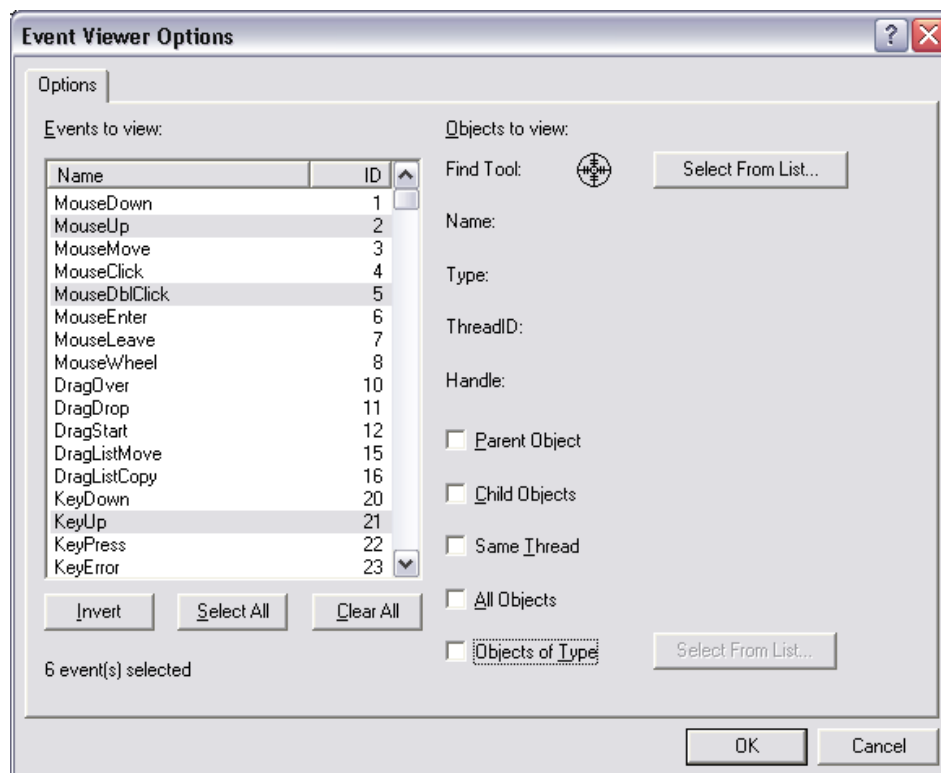 Event Viewer Options
Options
Events to view:
Name ID
MouseDown 1
MouseUp 2
MouseMove 3
MouseClick 4
MouseDblClick 5
MouseEnter 6
MouseLeave 7
MouseWheel 8
DragOver 10
DragDrop 11
DragStart 12
DragListMove 15
DragListCopy 16
KeyDown 20
KeyUp 21
KeyPress 22
KeyError 23
Invert Select All Clear All
6 event(s) selected
Objects to view:
Find Tool: Select From List...
Name:
Type:
ThreadID:
Handle:
Parent Object
Child Objects
Same Thread
All Objects
Objects of Type Select From List...
OK Cancel